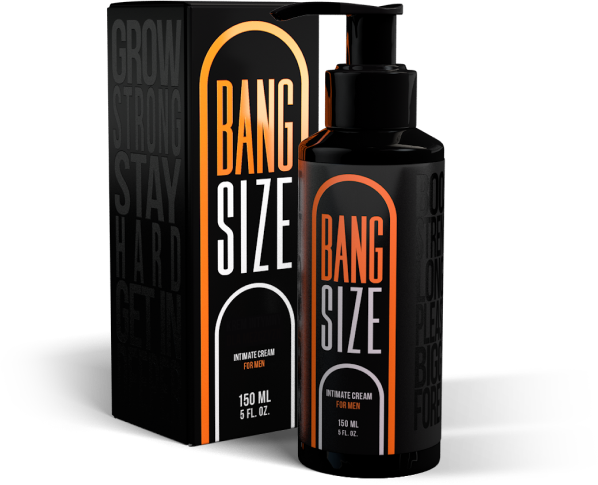 GROW
STRONG
STAY
HARD
GET IN
BANG
SIZE
INTIMATE CREAM
FOR MEN
150 ML
5 FL. OZ.
BANG
SIZE
INTIMATE CREAM
FOR MEN
150 ML
5 FL. OZ.